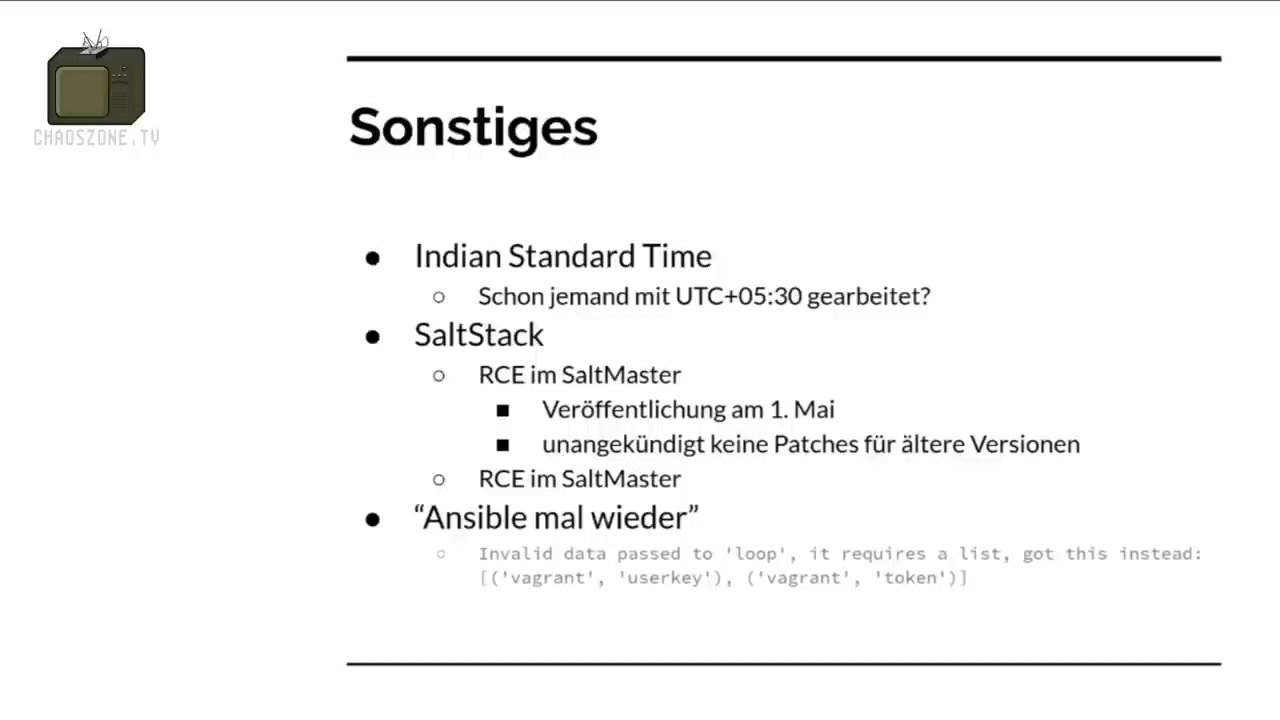 CHAOSZONE.TV
Sonstiges
● Indian Standard Time
○ Schon jemand mit UTC+05:30 gearbeitet?
● SaltStack
○ RCE im SaltMaster
■ Veröffentlichung am 1. Mai
■ unangekündigt keine Patches für ältere Versionen
○ RCE im SaltMaster
● “Ansible mal wieder”
○ Invalid data passed to 'loop', it requires a list, got this instead:
[('vagrant', 'userkey'), ('vagrant', 'token')]